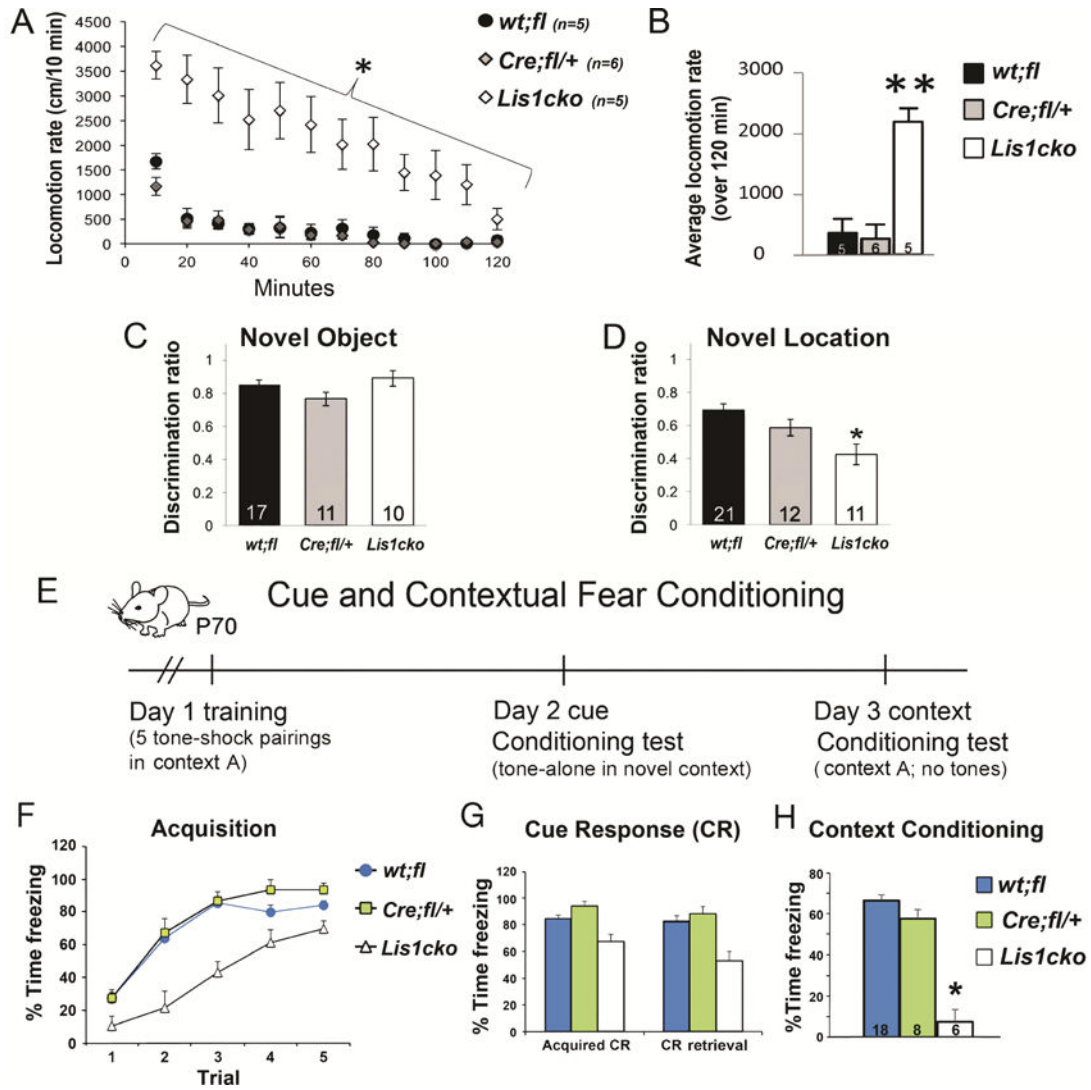 A
Locomotion rate (cm/10 min)
4500
4000
3500
3000
2500
2000
1500
1000
500
0
0 20 40 60 80 100 120
Minutes
*
wt;fl (n=5)
Cre;fl/+ (n=6)
Lis1cko (n=5)
B
Average locomotion rate
(over 120 min)
3000
2000
1000
0
**
5 6 5
wt;fl
Cre;fl/+
Lis1cko
C
Novel Object
Discrimination ratio
1
0.8
0.6
0.4
0.2
0
17 11 10
wt;fl Cre;fl/+ Lis1cko
D
Novel Location
Discrimination ratio
1
0.8
0.6
0.4
0.2
0
*
21 12 11
wt;fl Cre;fl/+ Lis1cko
E
Cue and Contextual Fear Conditioning
P70
Day 1 training
(5 tone-shock pairings
in context A)
Day 2 cue
Conditioning test
(tone-alone in novel context)
Day 3 context
Conditioning test
(context A; no tones)
F
Acquisition
% Time freezing
120
100
80
60
40
20
0
1 2 3 4 5
Trial
wt;fl
Cre;fl/+
Lis1cko
G
Cue Response (CR)
% Time freezing
120
100
80
60
40
20
0
Acquired CR CR retrieval
H
Context Conditioning
%Time freezing
80
60
40
20
0
*
18 8 6
wt;fl
Cre;fl/+
Lis1cko